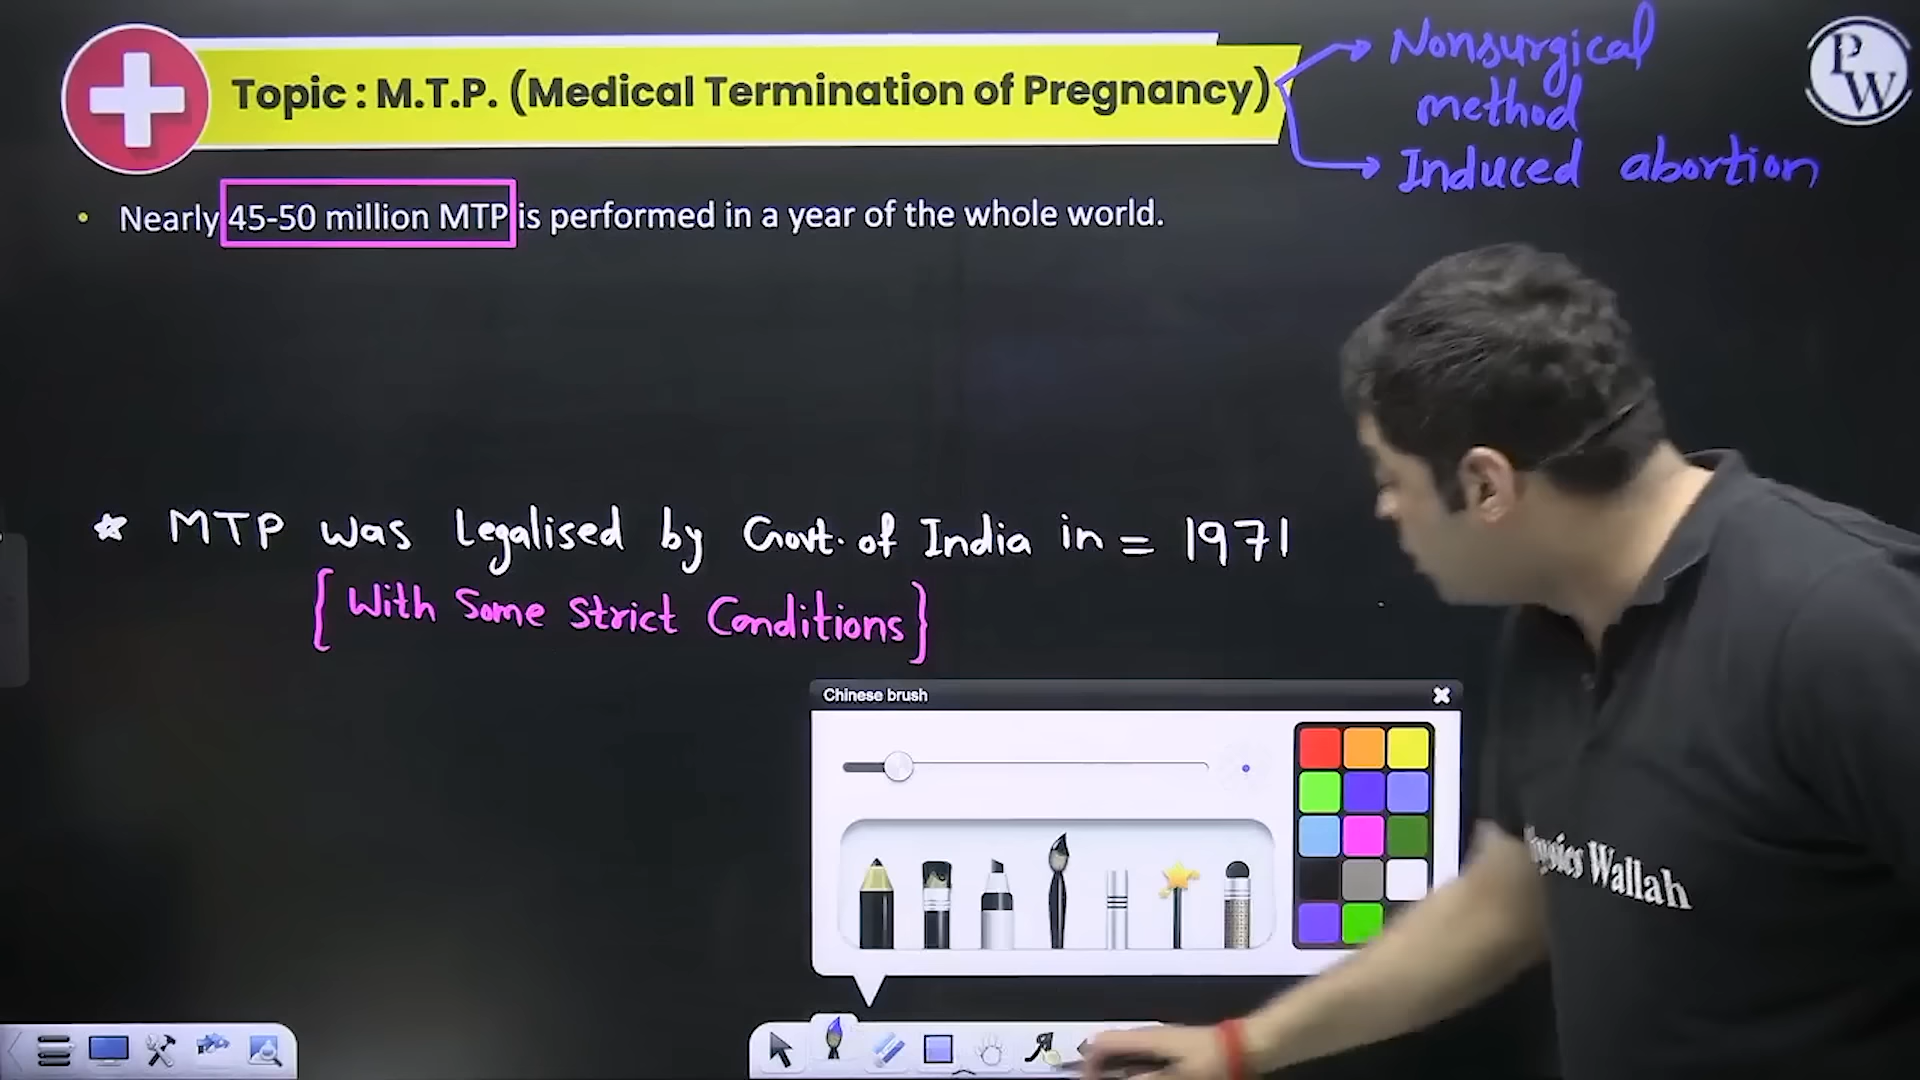 Topic : M.T.P. (Medical Termination of Pregnancy)
Nonsurgical
method
Induced abortion
PW
• Nearly 45-50 million MTP is performed in a year of the whole world.
☆ MTP was legalised by Govt. of India in = 1971
[With Some Strict Conditions]
Chinese brush
Wallah